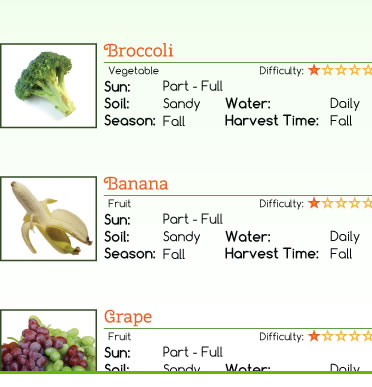 Broccoli
Vegetable Difficulty:
Sun: Part - Full
Soil: Sandy Water: Daily
Season: Fall Harvest Time: Fall
Banana
Fruit Difficulty:
Sun: Part - Full
Soil: Sandy Water: Daily
Season: Fall Harvest Time: Fall
Grape
Fruit Difficulty:
Sun: Part - Full
Soil: Sandy Water: Daily